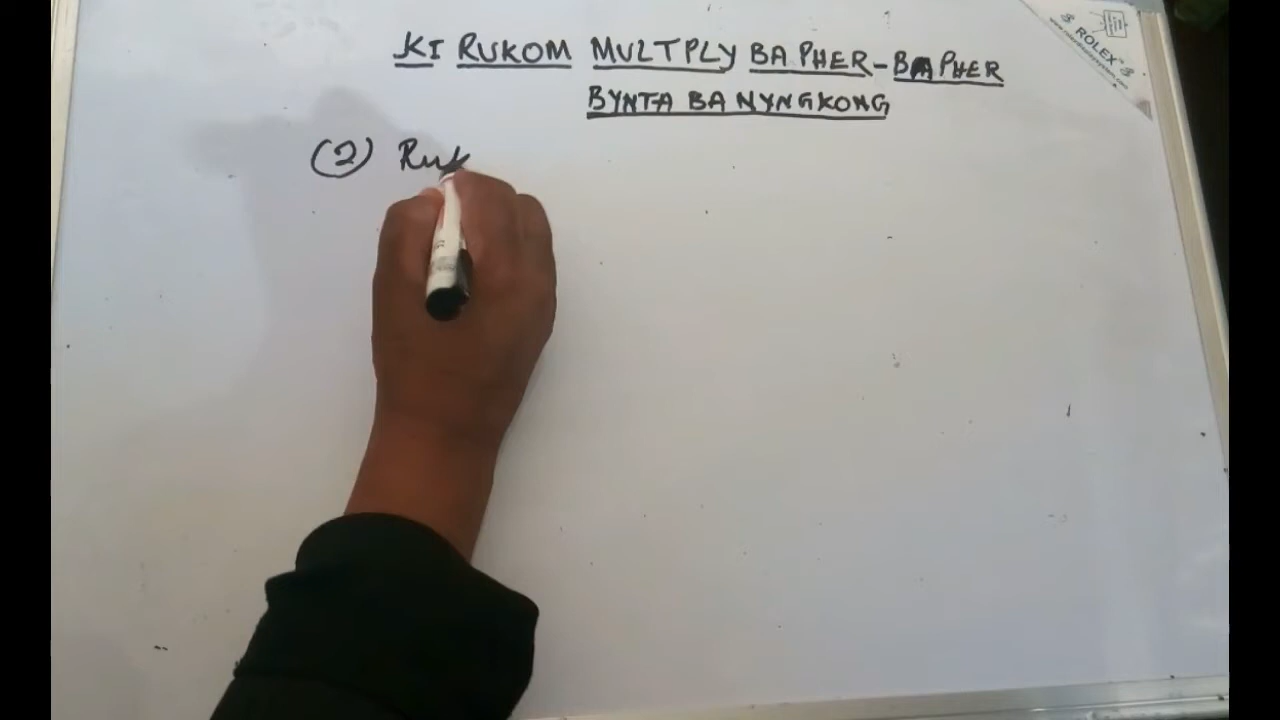 KI RUKOM MULTPLY BA PHER-BA PHER
BYNTA BA NYNGKONG
(2) Ruk
ROLEX